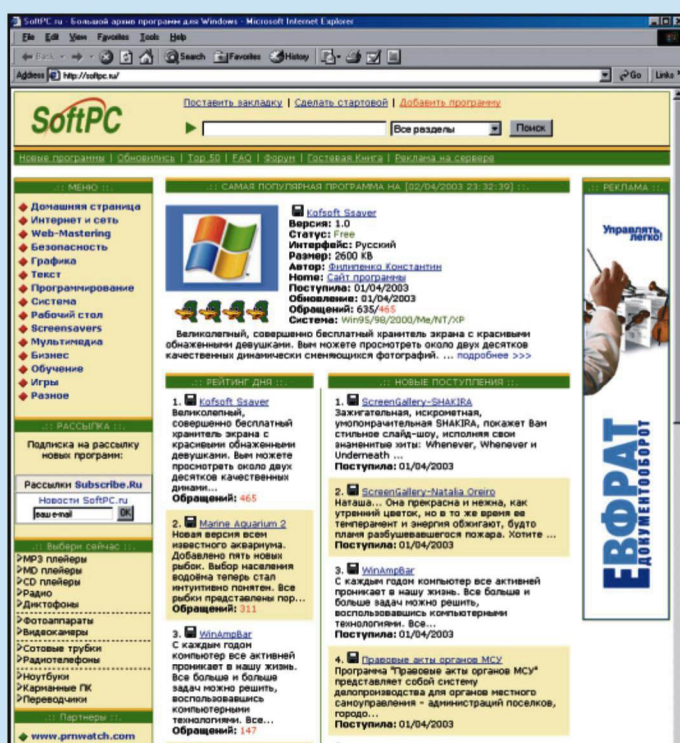 SoftPC.ru - Большой архив программ для Windows - Microsoft Internet Explorer
File Edit View Favorites Tools Help
Back Search Favorites History
Address http://softpc.ru/ Go Links
SoftPC
Поставить закладку | Сделать стартовой | Добавить программу
Все разделы Поиск
Новые программы | Обновились | Top 50 | FAQ | Форум | Гостевая Книга | Реклама на сервере
.:: МЕНЮ ::.
Домашняя страница
Интернет и сеть
Web-Mastering
Безопасность
Графика
Текст
Программирование
Система
Рабочий стол
Screensavers
Мультимедиа
Бизнес
Обучение
Игры
Разное
.:: РАССЫЛКА ::.
Подписка на рассылку
новых программ:
Рассылки Subscribe.Ru
Новости SoftPC.ru
ваш e-mail OK
.:: Выбери сейчас ::.
MP3 плейеры
MD плейеры
CD плейеры
Радио
Диктофоны
Фотоаппараты
Видеокамеры
Сотовые трубки
Радиотелефоны
Ноутбуки
Карманные ПК
Переводчики
.:: Партнеры ::.
www.prnwatch.com
.:: САМАЯ ПОПУЛЯРНАЯ ПРОГРАММА НА [02/04/2003 23:32:39] ::.
Kofsoft Ssaver
Версия: 1.0
Статус: Free
Интерфейс: Русский
Размер: 2600 KB
Автор: Филипенко Константин
Home: Сайт программы
Поступила: 01/04/2003
Обновление: 01/04/2003
Обращений: 635/465
Система: Win95/98/2000/Me/NT/XP
Великолепный, совершенно бесплатный хранитель экрана с красивыми
обнаженными девушками. Вым можете просмотреть около двух десятков
качественных динамически сменяющихся фотографий. ... подробнее >>>
.:: РЕЙТИНГ ДНЯ ::.
1. Kofsoft Ssaver
Великолепный,
совершенно бесплатный
хранитель экрана с
красивыми обнаженными
девушками. Вым можете
просмотреть около двух
десятков качественных
динами...
Обращений: 465
2. Marine Aquarium 2
Новая версия всем
известного аквариума.
Добавлено пять новых
рыбок. Выбор населения
водоёма теперь стал
интуитивно понятен. Все
рыбки представлены пор...
Обращений: 311
3. WinAmpBar
С каждым годом
компьютер все активней
проникает в нашу жизнь.
Все больше и больше
задач можно решить,
воспользовавшись
компьютерными
технологиями. Все...
Обращений: 147
.:: НОВЫЕ ПОСТУПЛЕНИЯ ::.
1. ScreenGallery-SHAKIRA
Зажигательная, искрометная,
умопомрачительная SHAKIRA, покажет Вам
стильное слайд-шоу, исполняя свои
знаменитые хиты: Whenever, Whenever и
Underneath ...
Поступила: 01/04/2003
2. ScreenGallery-Natalia Oreiro
Наташа... Она прекрасна и нежна, как
утренний цветок, но в то же время ее
темперамент и энергия обжигают, будто
пламя разбушевавшегося пожара. Хотите ...
Поступила: 01/04/2003
3. WinAmpBar
С каждым годом компьютер все активней
проникает в нашу жизнь. Все больше и
больше задач можно решить,
воспользовавшись компьютерными
технологиями. Все...
Поступила: 01/04/2003
4. Правовые акты органов МСУ
Программа "Правовые акты органов МСУ"
представляет собой систему
делопроизводства для органов местного
самоуправления - администраций поселков,
городо...
Поступила: 01/04/2003
.:: РЕКЛАМА ::.
Управлять
легко!
ЕВФРАТ
ДОКУМЕНТООБОРОТ